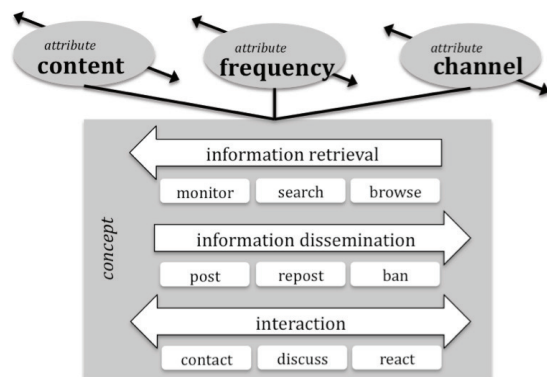 attribute
content
attribute
frequency
attribute
channel
concept
information retrieval
monitor search browse
information dissemination
post repost ban
interaction
contact discuss react